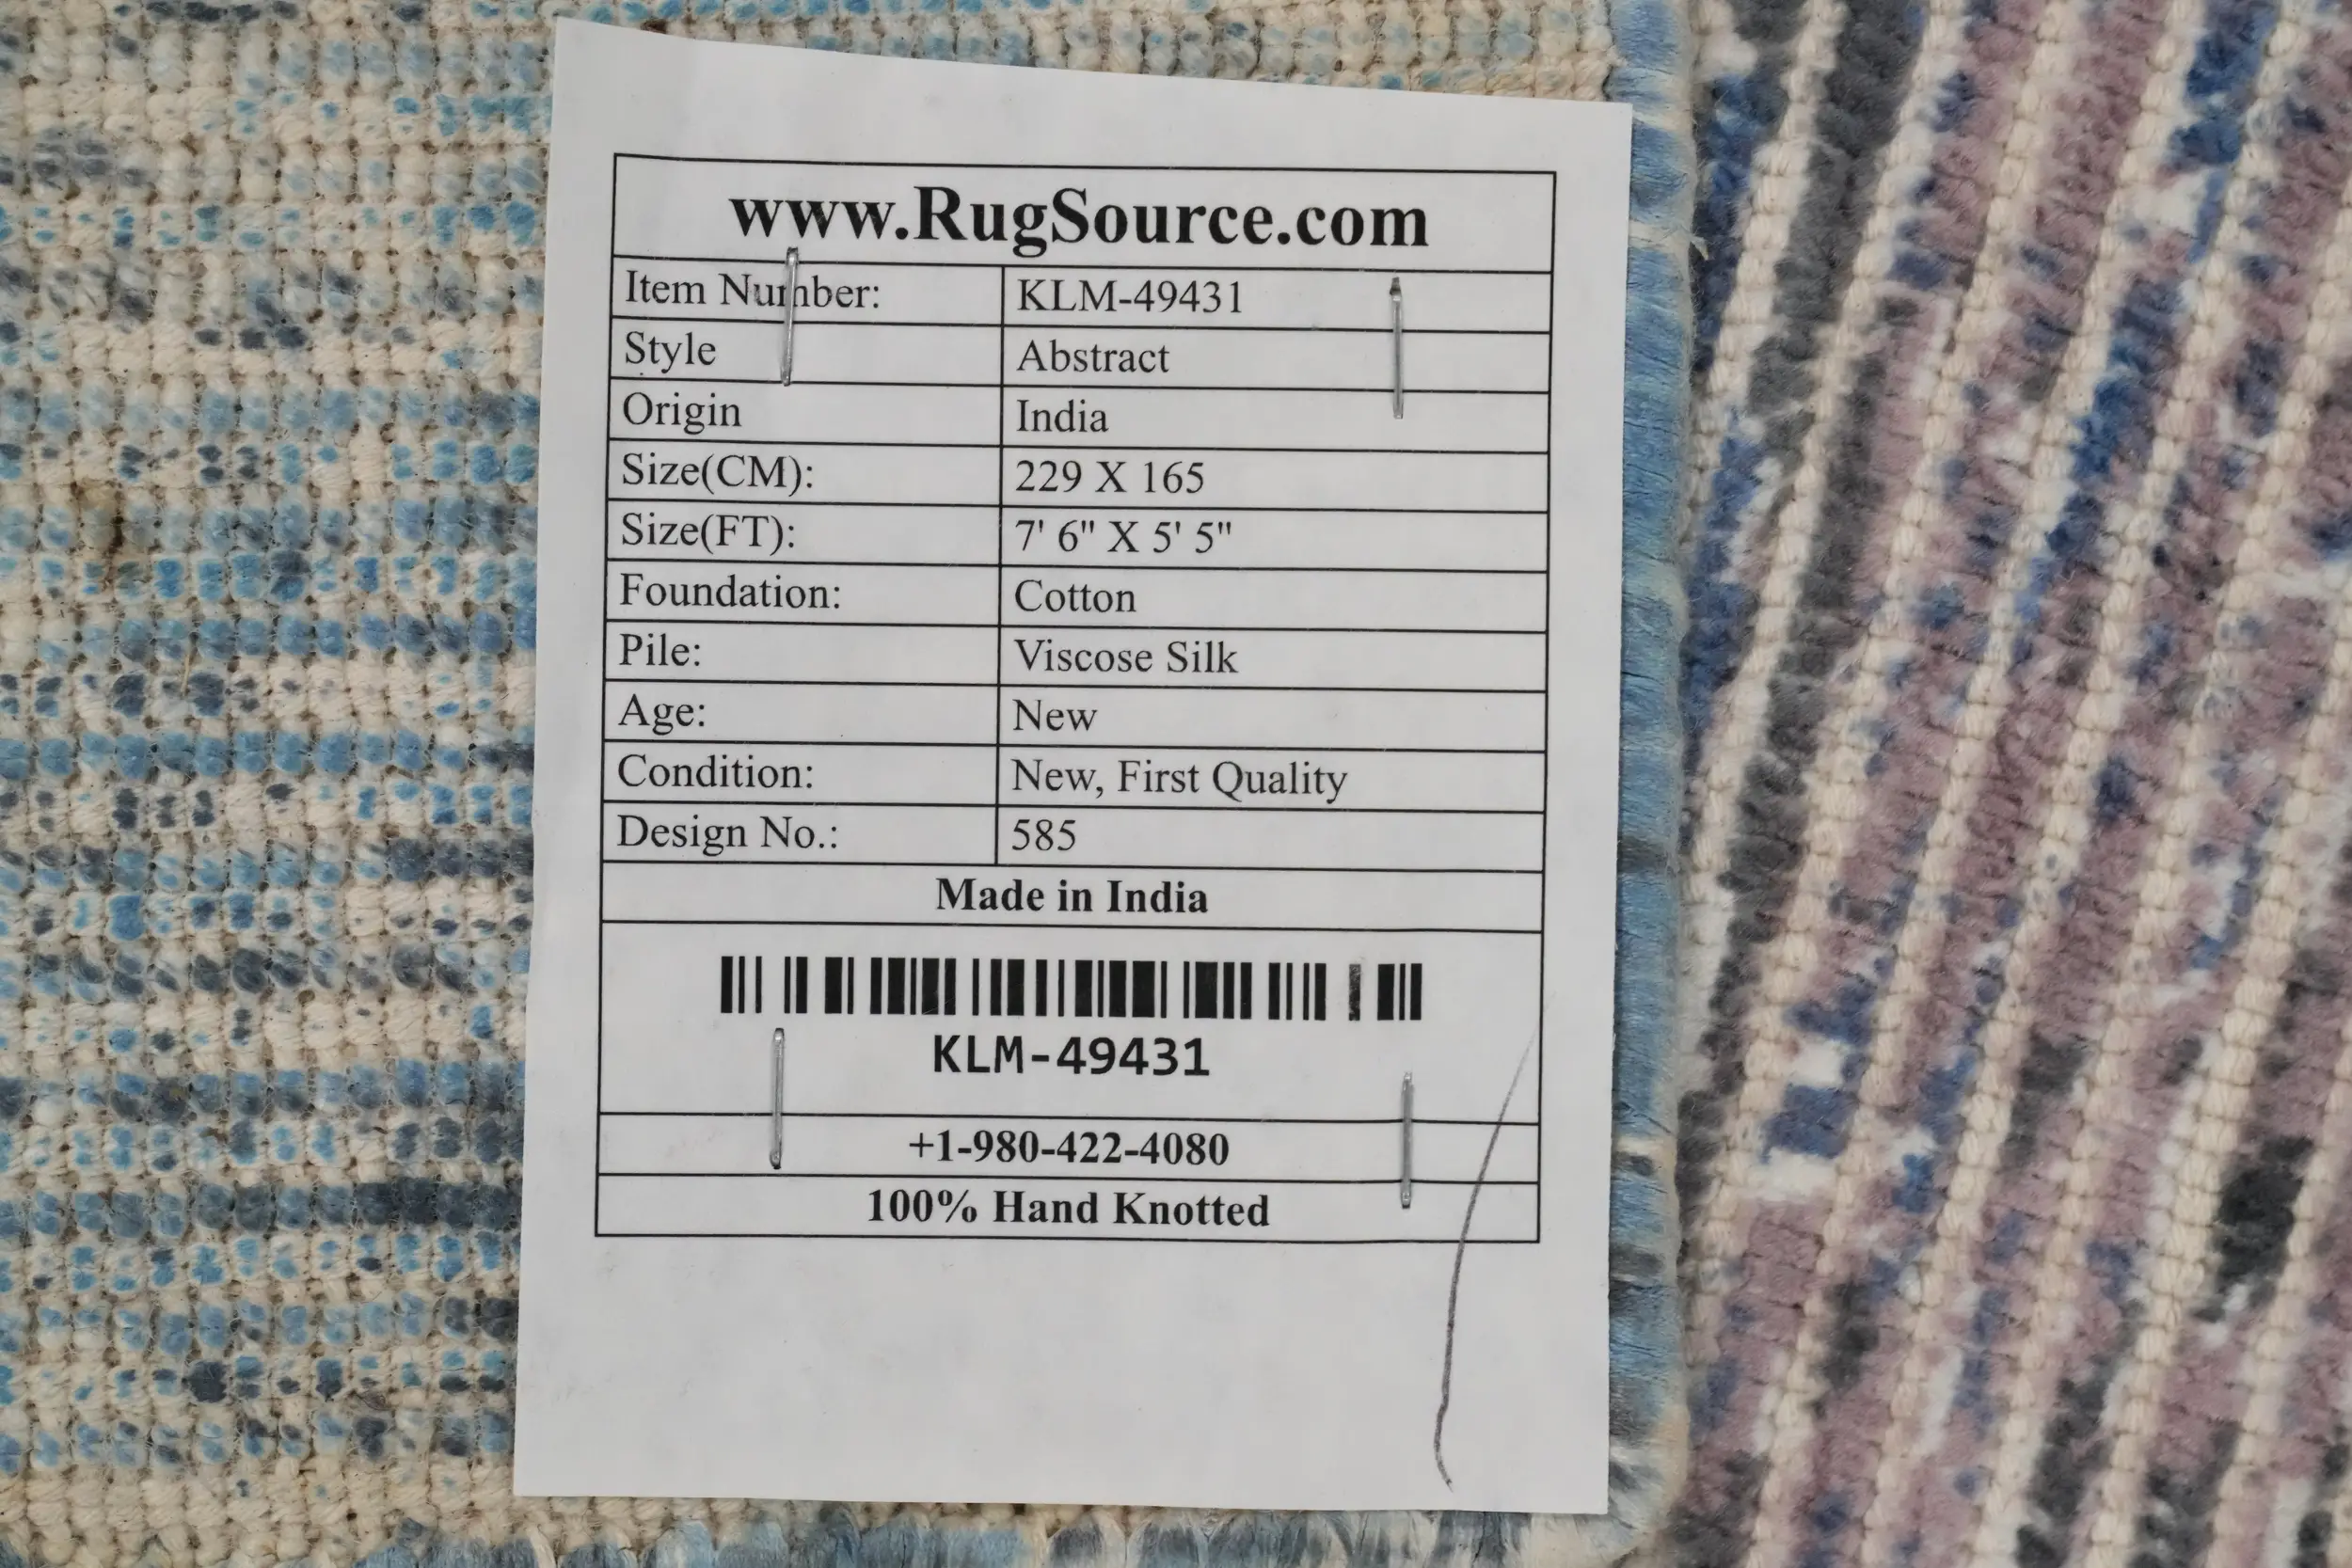 www.RugSource.com
Item Number: KLM-49431
Style Abstract
Origin India
Size(CM): 229 X 165
Size(FT): 7' 6" X 5' 5"
Foundation: Cotton
Pile: Viscose Silk
Age: New
Condition: New, First Quality
Design No.: 585
Made in India
KLM-49431
+1-980-422-4080
100% Hand Knotted